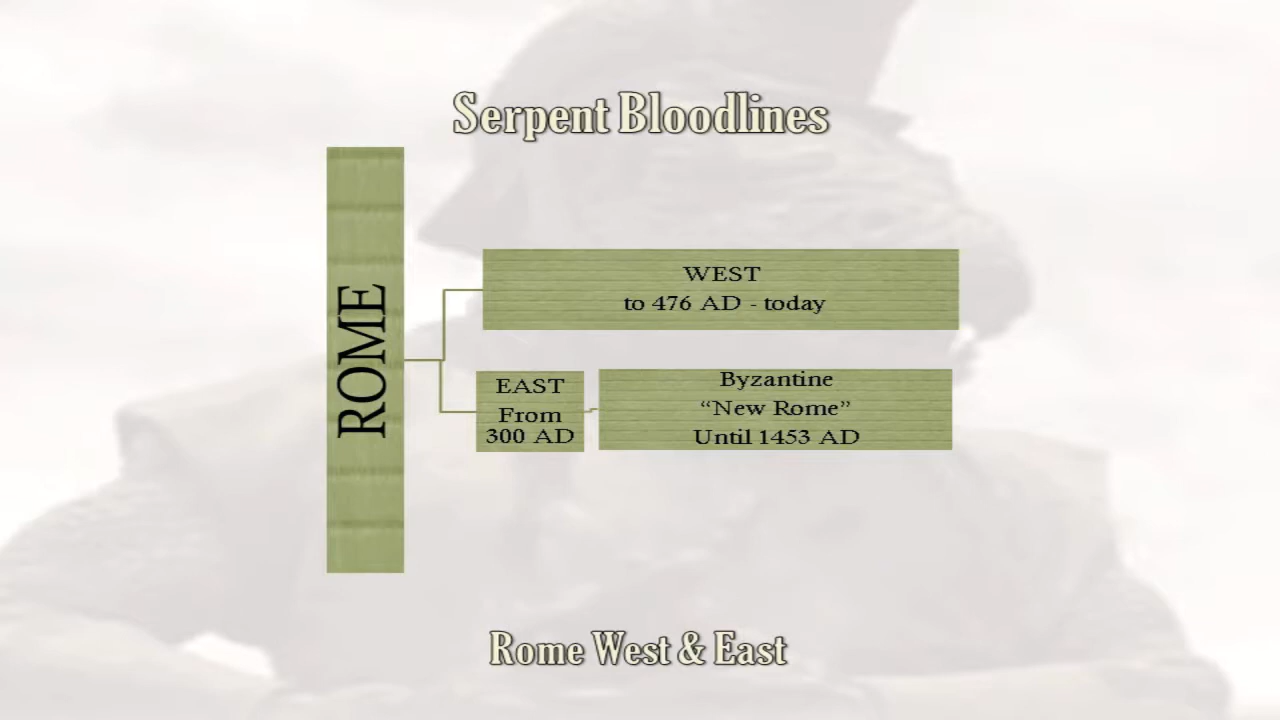 Serpent Bloodlines
ROME
WEST
to 476 AD - today
EAST
From
300 AD
Byzantine
“New Rome”
Until 1453 AD
Rome West & East